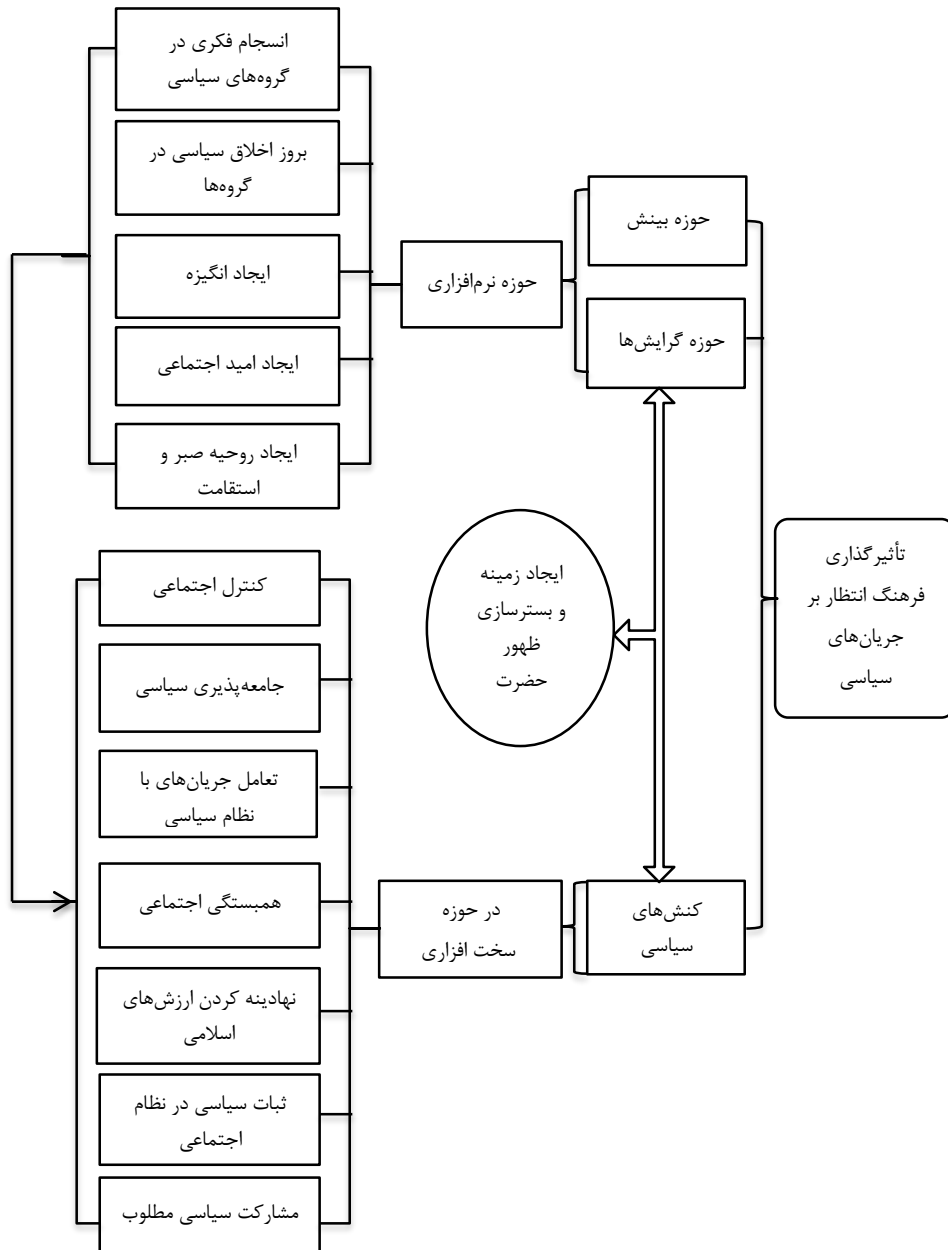 تأثیرگذاری
فرهنگ انتظار بر
جریان‌های
سیاسی
حوزه بینش
حوزه گرایش‌ها
کنش‌های
سیاسی
ایجاد زمینه
و بسترسازی
ظهور
حضرت
حوزه نرم‌افزاری
در حوزه
سخت افزاری
انسجام فکری در
گروه‌های سیاسی
بروز اخلاق سیاسی در
گروه‌ها
ایجاد انگیزه
ایجاد امید اجتماعی
ایجاد روحیه صبر و
استقامت
کنترل اجتماعی
جامعه‌پذیری سیاسی
تعامل جریان‌های با
نظام سیاسی
همبستگی اجتماعی
نهادینه کردن ارزش‌های
اسلامی
ثبات سیاسی در نظام
اجتماعی
مشارکت سیاسی مطلوب